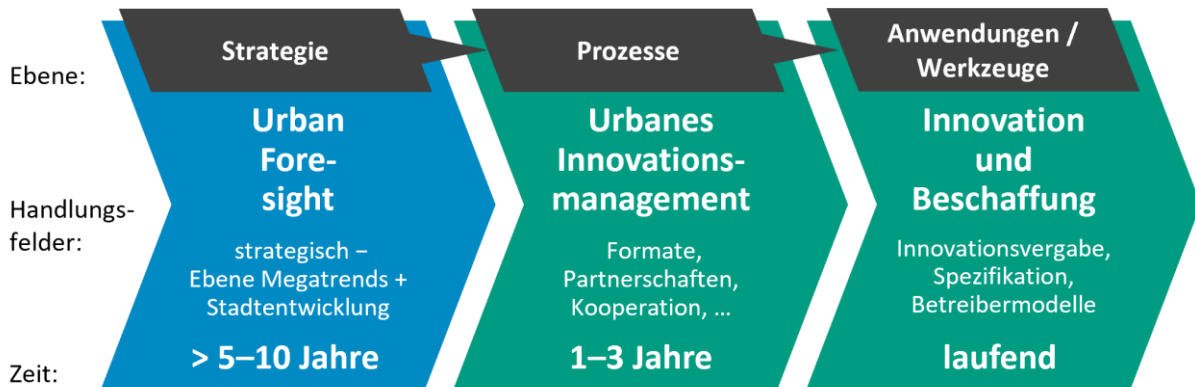 Ebene:
Strategie
Prozesse
Anwendungen /
Werkzeuge
Handlungs-
felder:
Urban
Fore-
sight
strategisch –
Ebene Megatrends +
Stadtentwicklung
Urbanes
Innovations-
management
Formate,
Partnerschaften,
Kooperation, ...
Innovation
und
Beschaffung
Innovationsvergabe,
Spezifikation,
Betreibermodelle
Zeit:
> 5–10 Jahre
1–3 Jahre
laufend